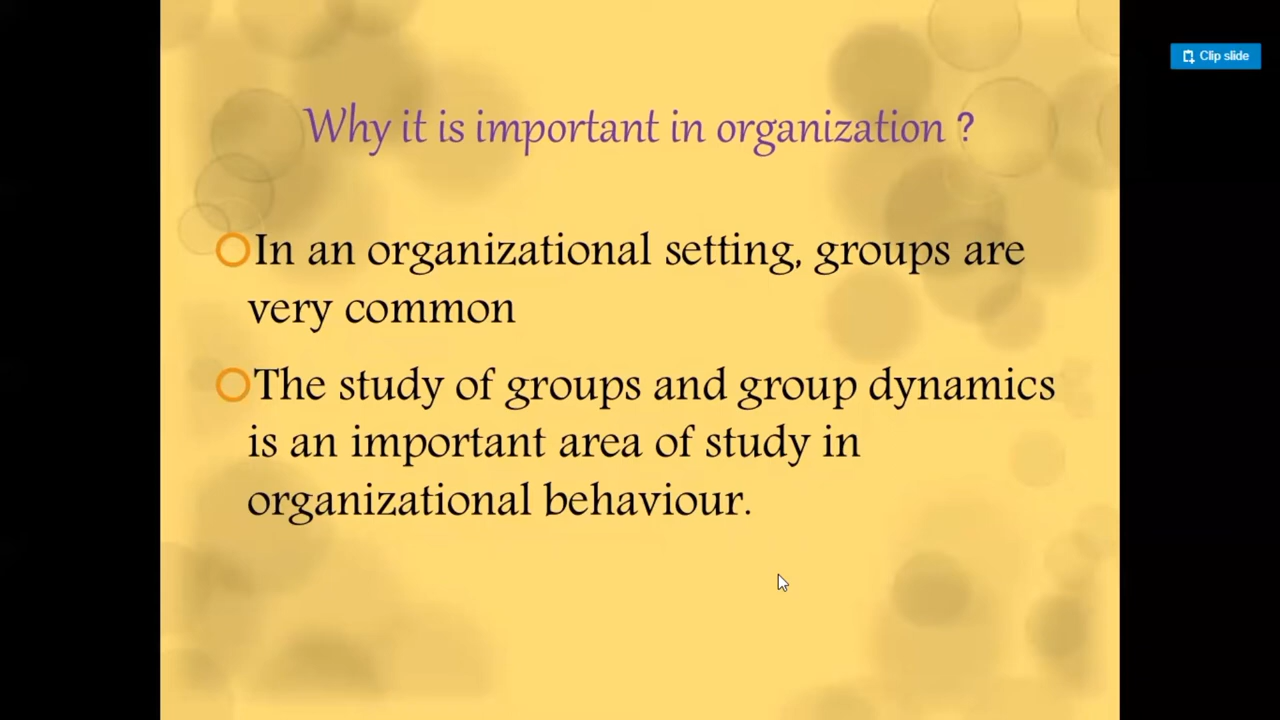 Clip slide
Why it is important in organization ?
In an organizational setting, groups are
very common
The study of groups and group dynamics
is an important area of study in
organizational behaviour.